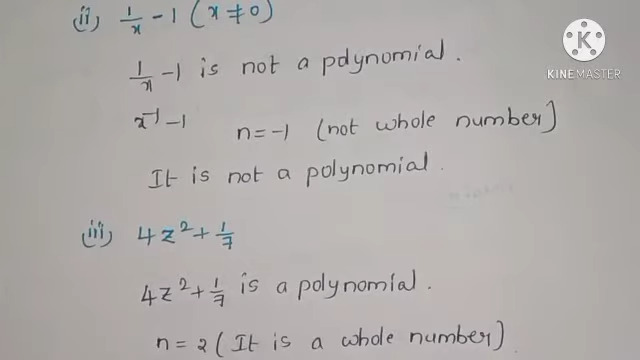 (ii) 1/x - 1 (x ≠ 0)
1/x - 1 is not a polynomial.
x⁻¹ - 1 n = -1 (not whole number)
It is not a polynomial.
(iii) 4z² + 1/7
4z² + 1/7 is a polynomial.
n = 2 (It is a whole number)
KINEMASTER